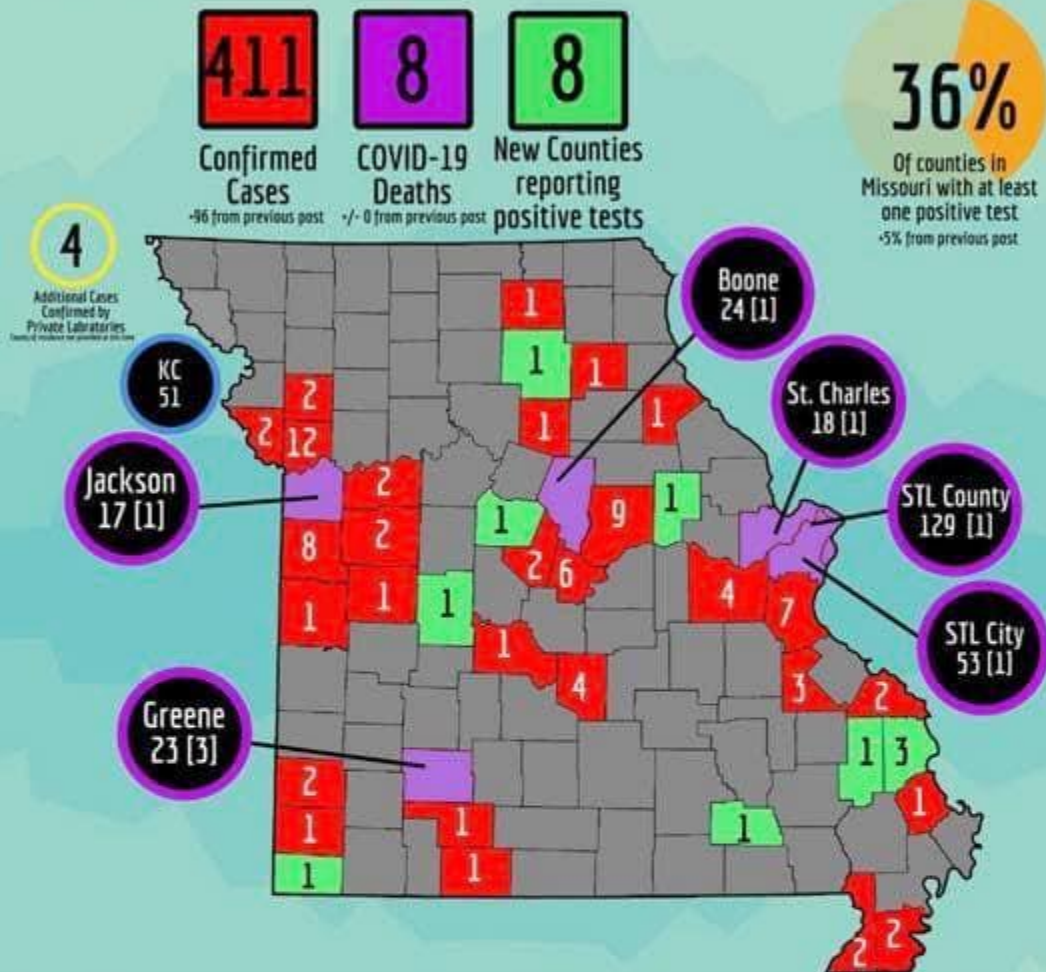 411
8
8
Confirmed
Cases
+96 from previous post
COVID-19
Deaths
+/- 0 from previous post
New Counties
reporting
positive tests
36%
Of counties in
Missouri with at least
one positive test
+5% from previous post
4
Additional Cases
Confirmed by
Private Labratories
KC
51
Boone
24 [1]
St. Charles
18 [1]
Jackson
17 [1]
STL County
129 [1]
STL City
53 [1]
Greene
23 [3]
1
1
1
2
1
1
2
12
2
1
1
9
8
2
2
6
1
1
1
4
7
1
4
3
2
1
3
2
1
1
1
1
1
1
2
2